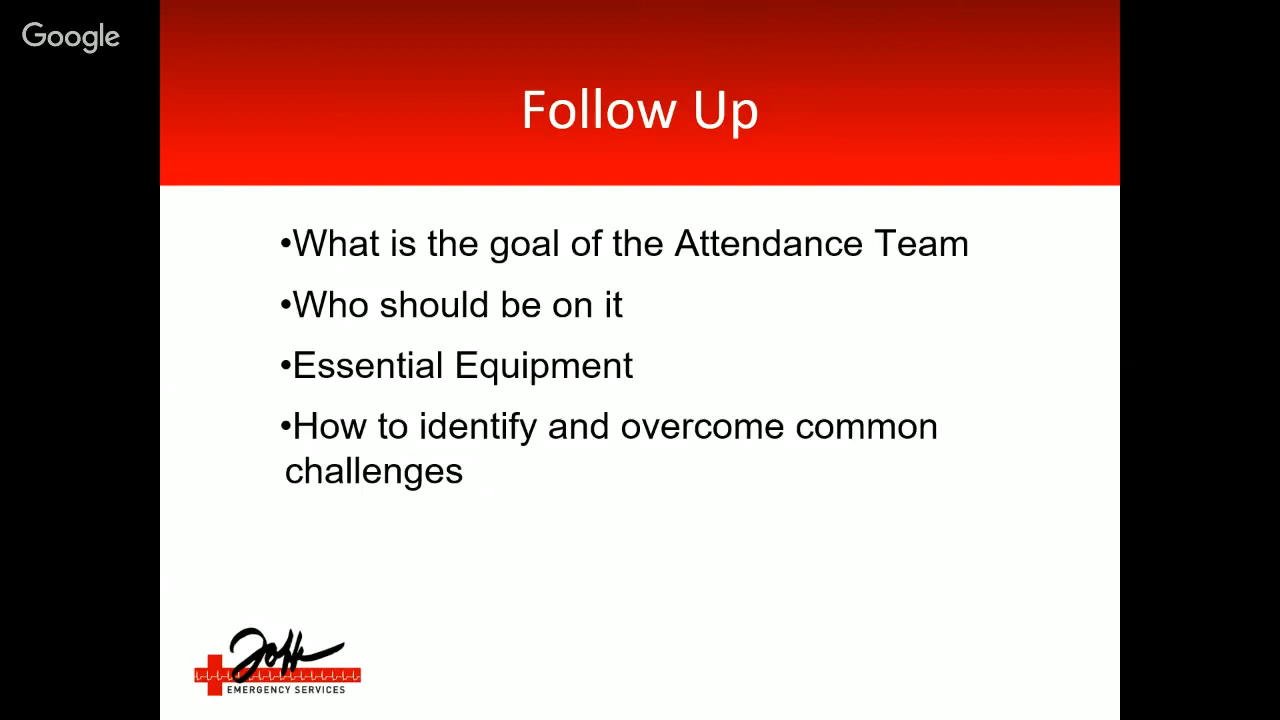 Google
Follow Up
•What is the goal of the Attendance Team
•Who should be on it
•Essential Equipment
•How to identify and overcome common
challenges
Joffe
EMERGENCY SERVICES